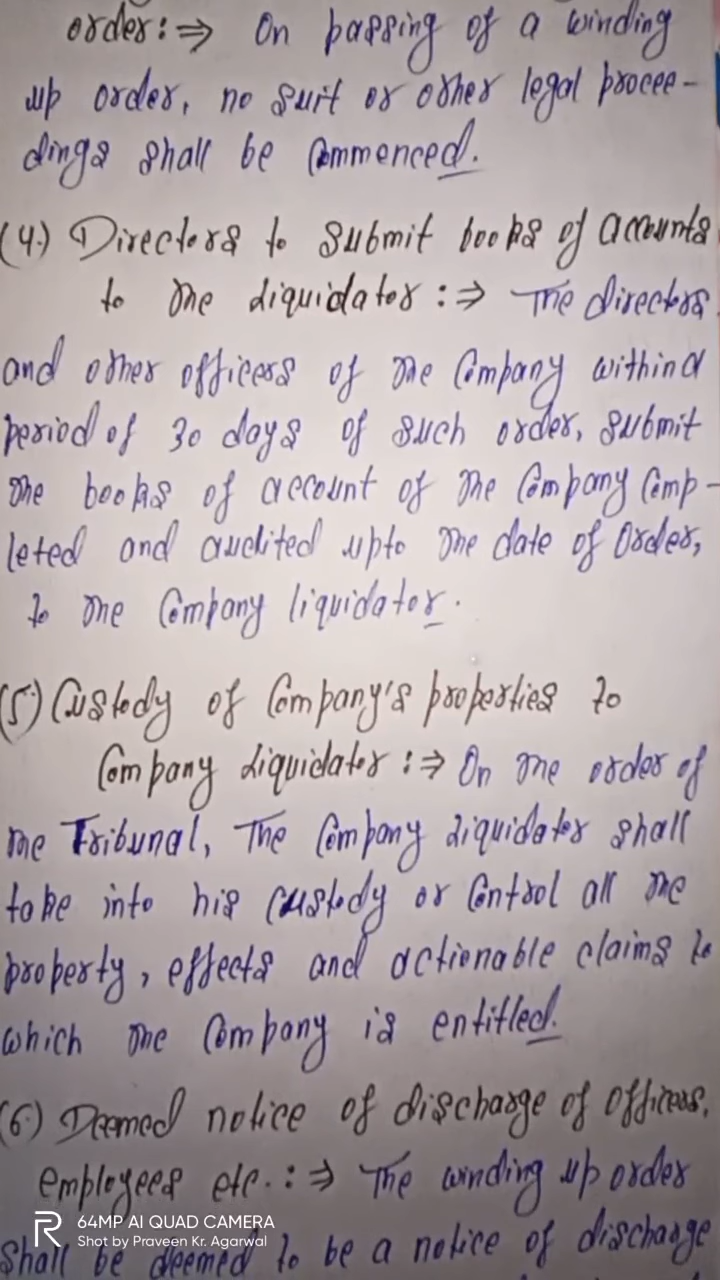 order :⇒ On passing of a winding
up order, no suit or other legal procee-
dings shall be Commenced.
(4.) Directors to submit books of accounts
to the Liquidator :⇒ The directors
and other officers of the Company within a
period of 30 days of such order, submit
the books of account of the Company Comp-
leted and audited upto the date of Order,
to the Company liquidator.
(5.) Custody of Company's properties to
Company Liquidator :⇒ On the order of
the Tribunal, The Company Liquidator shall
take into his custody or Control all the
property, effects and actionable claims to
which the Company is entitled.
(6) Deemed notice of discharge of Officers,
employees etc. :⇒ The winding up order
shall be deemed to be a notice of discharge
64MP AI QUAD CAMERA
Shot by Praveen Kr. Agarwal